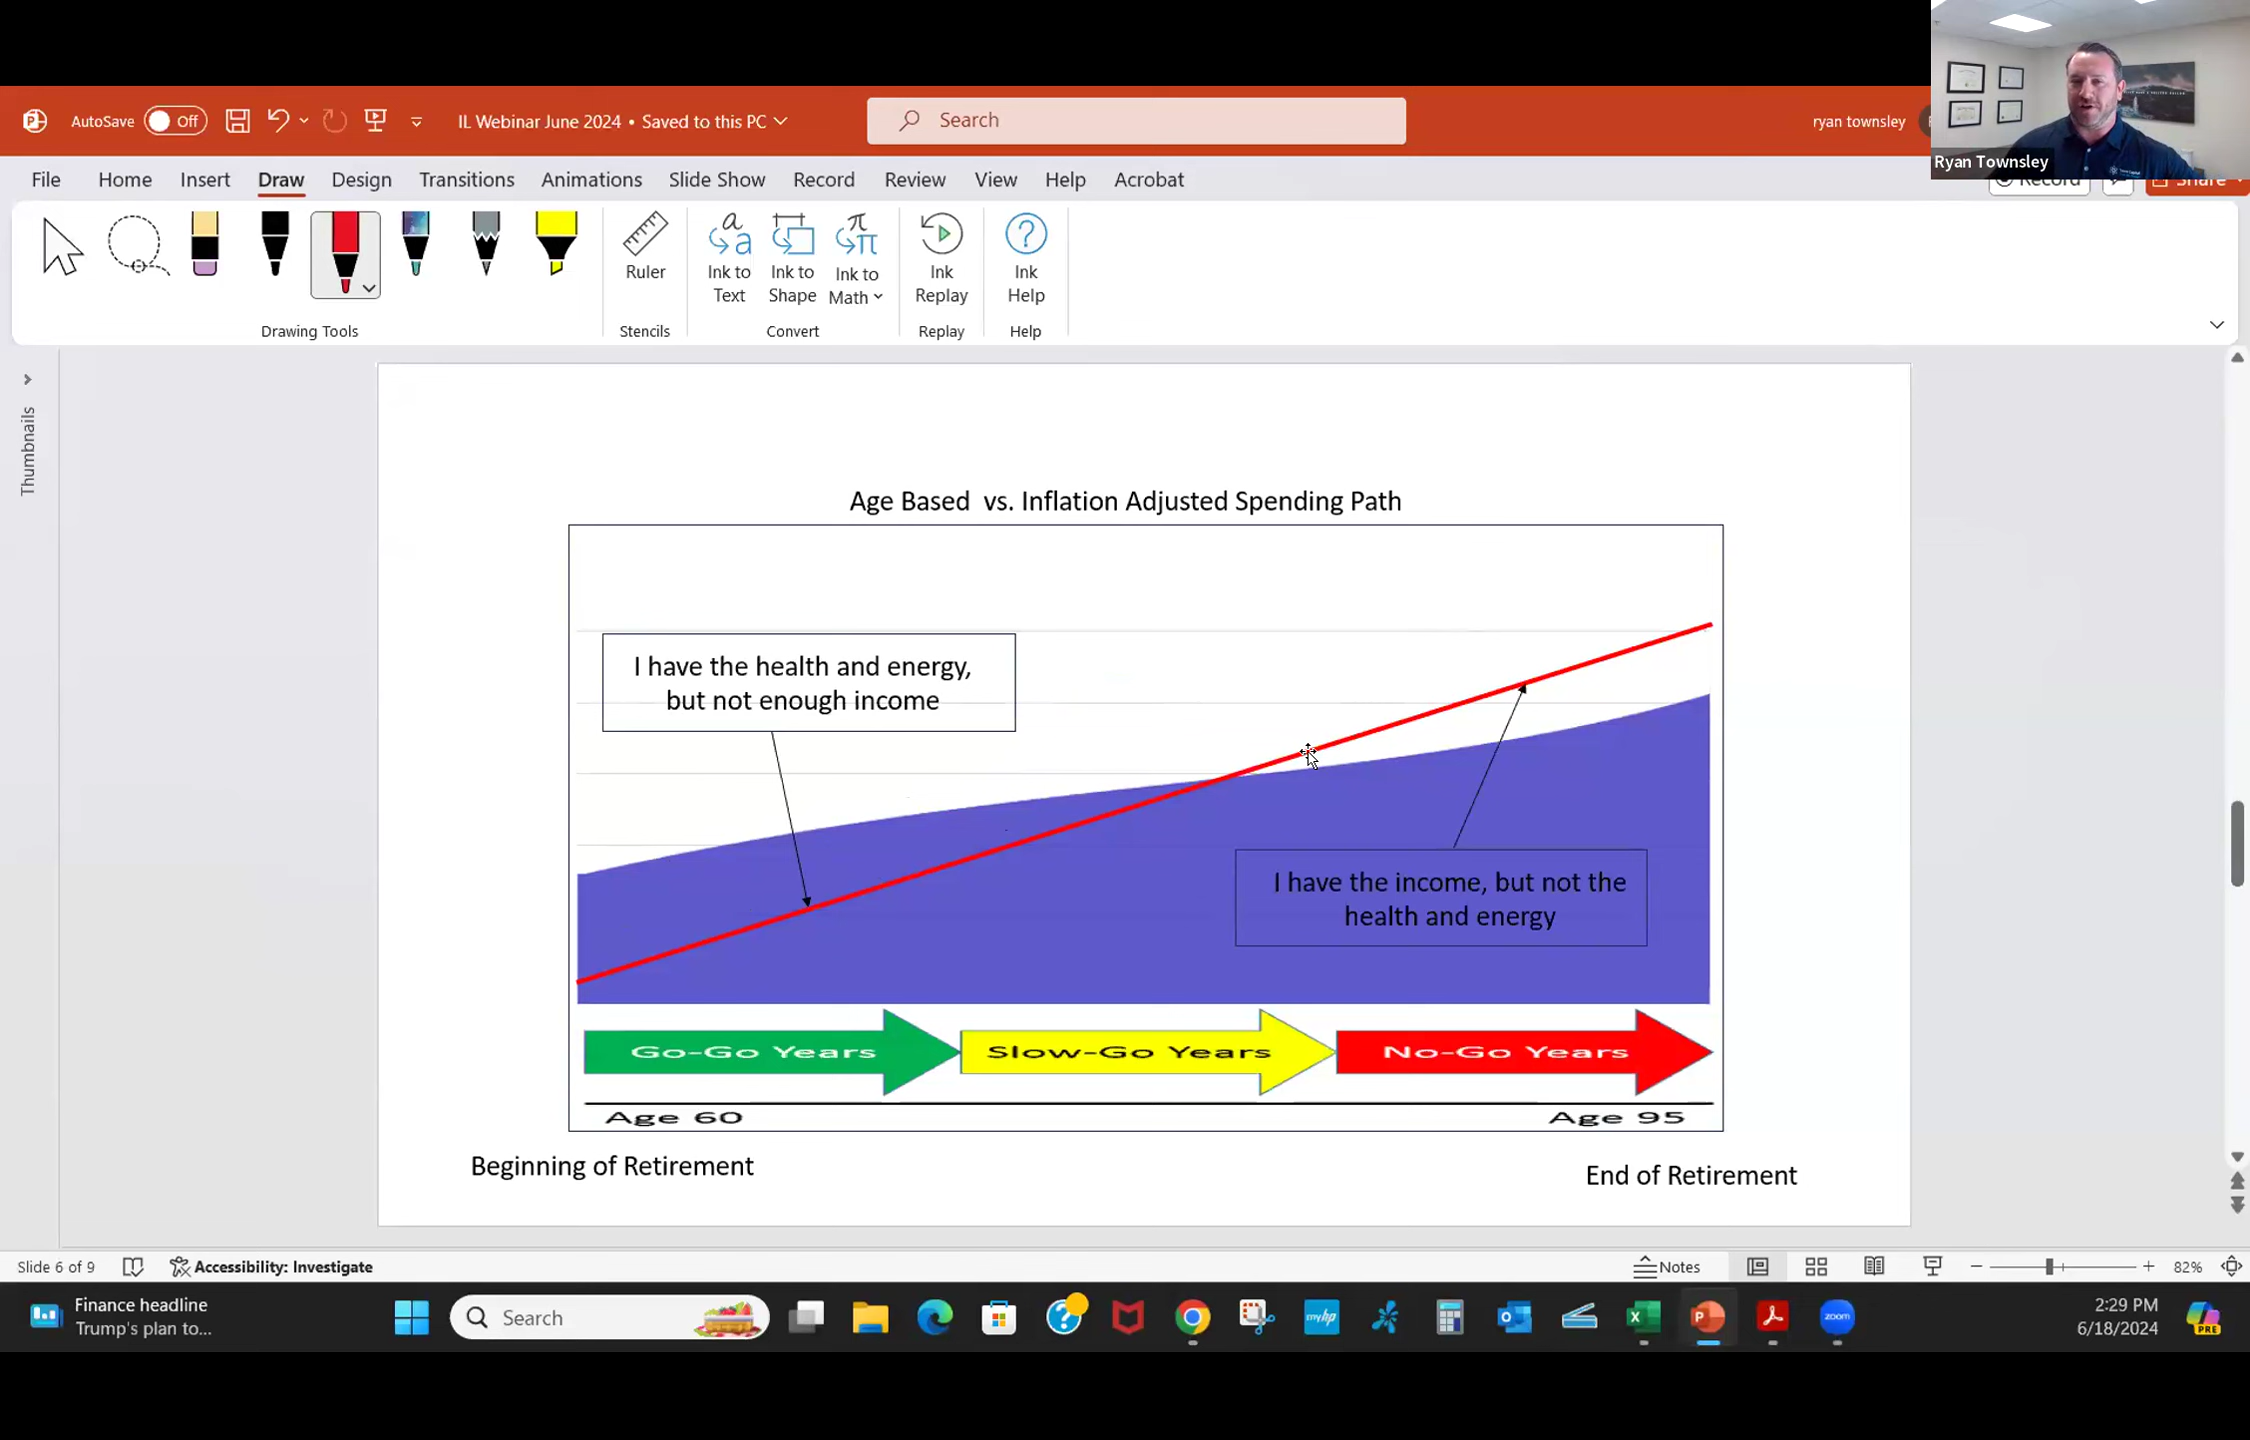 AutoSave Off
IL Webinar June 2024 • Saved to this PC
Search
ryan townsley
Ryan Townsley
File Home Insert Draw Design Transitions Animations Slide Show Record Review View Help Acrobat
Record Share
Ruler
Ink to Text
Ink to Shape
Ink to Math
Ink Replay
Ink Help
Drawing Tools Stencils Convert Replay Help
Thumbnails
Age Based vs. Inflation Adjusted Spending Path
I have the health and energy,
but not enough income
I have the income, but not the
health and energy
Go-Go Years Slow-Go Years No-Go Years
Age 60 Age 95
Beginning of Retirement End of Retirement
Slide 6 of 9 Accessibility: Investigate Notes 82%
Finance headline
Trump's plan to...
Search
myhp
zoom
PRE
2:29 PM
6/18/2024